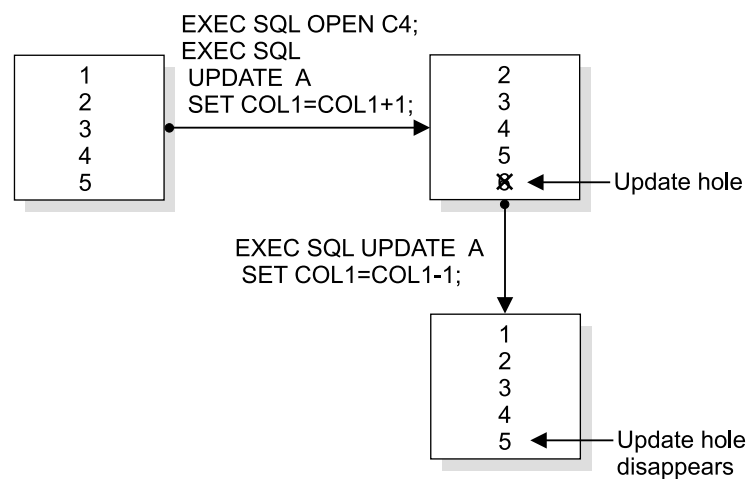 EXEC SQL OPEN C4;
EXEC SQL
UPDATE A
SET COL1=COL1+1;
1
2
3
4
5
2
3
4
5
6
Update hole
EXEC SQL UPDATE A
SET COL1=COL1-1;
1
2
3
4
5
Update hole
disappears